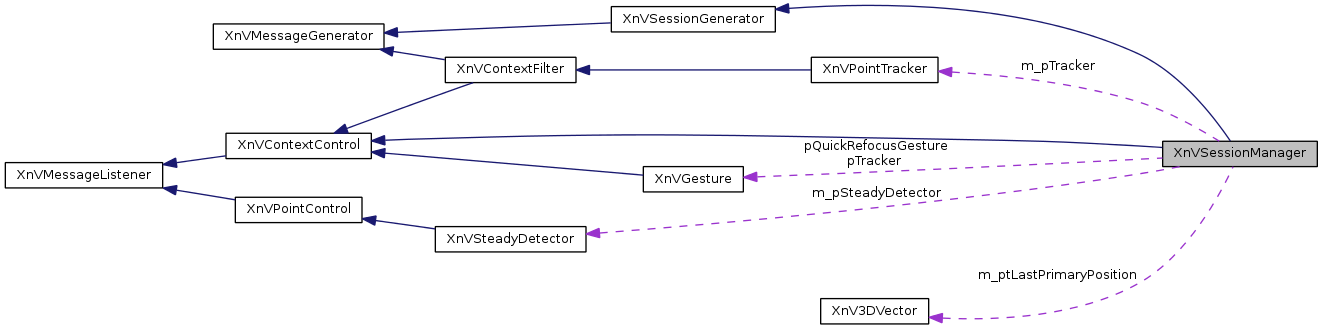 XnVSessionGenerator
XnVMessageGenerator
XnVContextFilter
XnVPointTracker
m_pTracker
XnVContextControl
pQuickRefocusGesture
pTracker
XnVSessionManager
XnVMessageListener
XnVGesture
m_pSteadyDetector
XnVPointControl
XnVSteadyDetector
m_ptLastPrimaryPosition
XnV3DVector